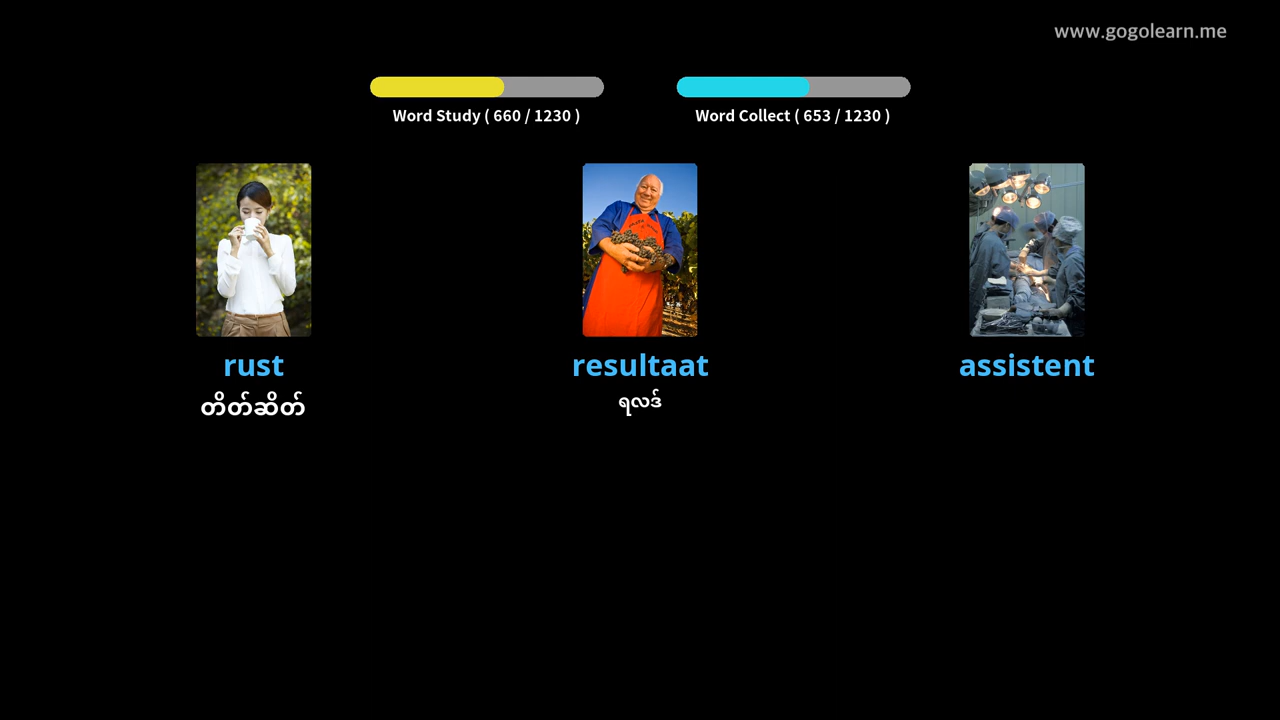 www.gogolearn.me
Word Study ( 660 / 1230 )
Word Collect ( 653 / 1230 )
rust
resultaat
assistent
တိတ်ဆိတ်
ရလဒ်